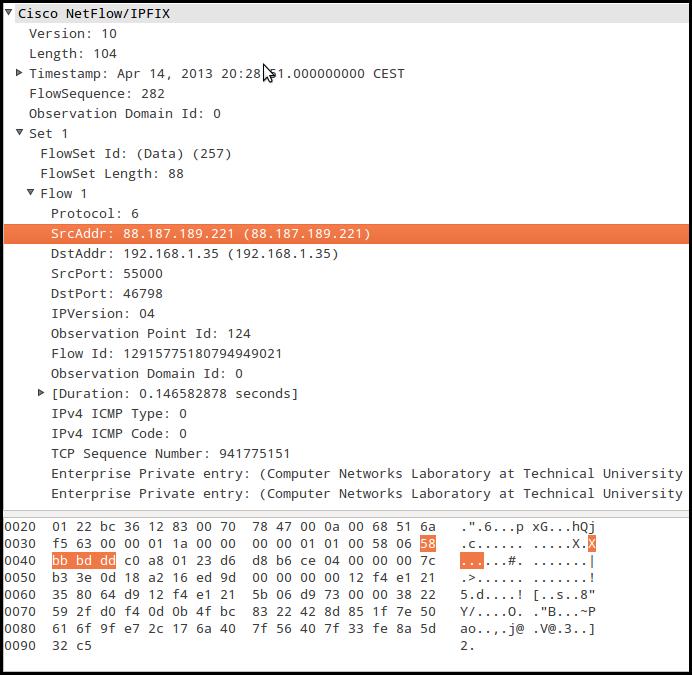 Cisco NetFlow/IPFIX
Version: 10
Length: 104
Timestamp: Apr 14, 2013 20:28:51.000000000 CEST
FlowSequence: 282
Observation Domain Id: 0
Set 1
FlowSet Id: (Data) (257)
FlowSet Length: 88
Flow 1
Protocol: 6
SrcAddr: 88.187.189.221 (88.187.189.221)
DstAddr: 192.168.1.35 (192.168.1.35)
SrcPort: 55000
DstPort: 46798
IPVersion: 04
Observation Point Id: 124
Flow Id: 12915775180794949021
Observation Domain Id: 0
[Duration: 0.146582878 seconds]
IPv4 ICMP Type: 0
IPv4 ICMP Code: 0
TCP Sequence Number: 941775151
Enterprise Private entry: (Computer Networks Laboratory at Technical University
Enterprise Private entry: (Computer Networks Laboratory at Technical University
0020 01 22 bc 36 12 83 00 70 78 47 00 0a 00 68 51 6a .".6...p xG...hQj
0030 f5 63 00 00 01 1a 00 00 00 00 01 01 00 58 06 58 .c...... .....X.X
0040 bb bd dd c0 a8 01 23 d6 d8 b6 ce 04 00 00 00 7c ......#. .......|
0050 b3 3e 0d 18 a2 16 ed 9d 00 00 00 00 12 f4 e1 21 .>...... .......!
0060 35 80 64 d9 12 f4 e1 21 5b 06 d9 73 00 00 38 22 5.d....! [..s..8"
0070 59 2f d0 f4 0d 0b 4f bc 83 22 42 8d 85 1f 7e 50 Y/....O. ."B...~P
0080 61 6f 9f e7 2c 17 6a 40 7f 56 40 7f 33 fe 8a 5d ao..,.j@ .V@.3..]
0090 32 c5 2.